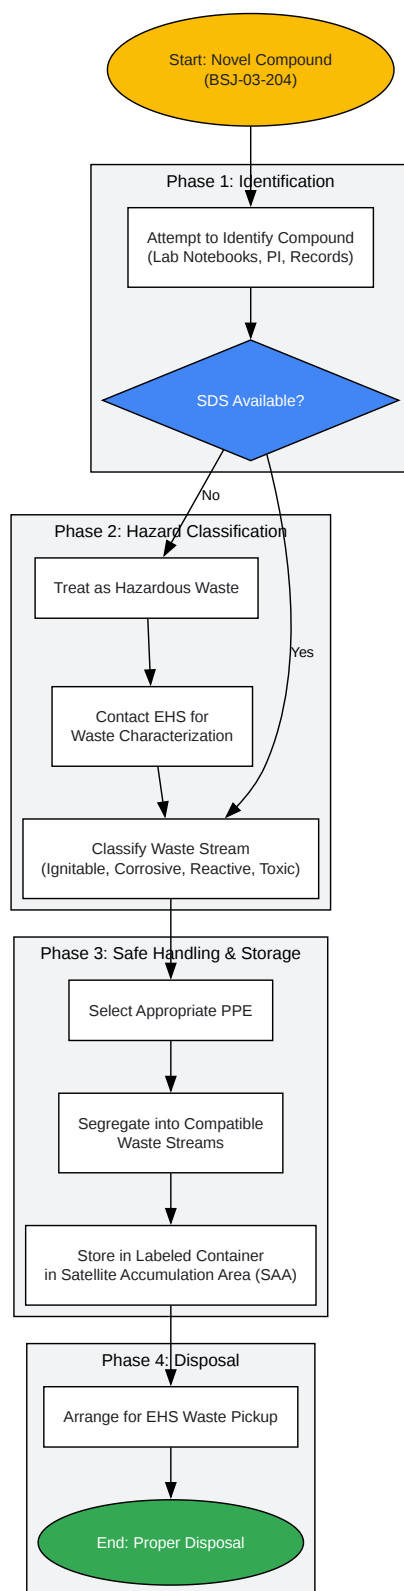 Start: Novel Compound
(BSJ-03-204)
Phase 1: Identification
Attempt to Identify Compound
(Lab Notebooks, PI, Records)
SDS Available?
No
Phase 2: Hazard Classification
Treat as Hazardous Waste
Yes
Contact EHS for
Waste Characterization
Classify Waste Stream
(Ignitable, Corrosive, Reactive, Toxic)
Phase 3: Safe Handling & Storage
Select Appropriate PPE
Segregate into Compatible
Waste Streams
Store in Labeled Container
in Satellite Accumulation Area (SAA)
Phase 4: Disposal
Arrange for EHS Waste Pickup
End: Proper Disposal